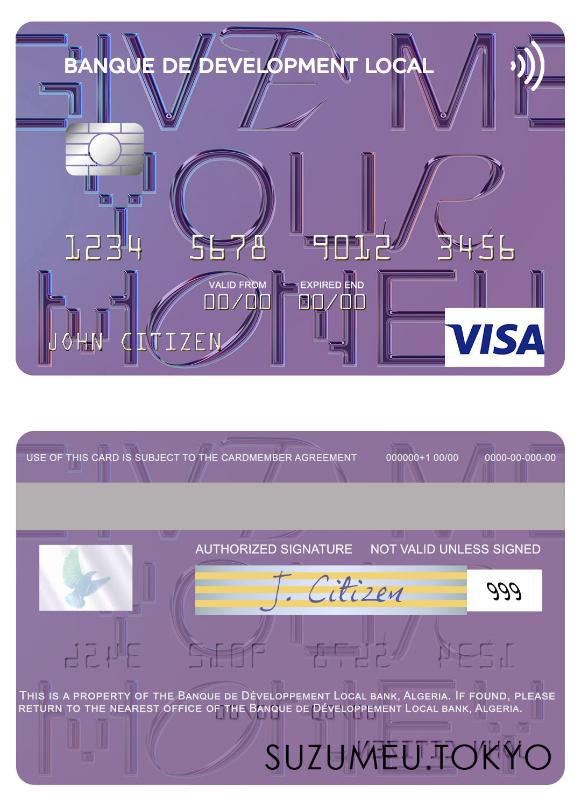 GIVE ME
BANQUE DE DEVELOPMENT LOCAL
YOUR
1234 5678 9012 3456
VALID FROM EXPIRED END
00/00 00/00
MONEY
JOHN CITIZEN
VISA
USE OF THIS CARD IS SUBJECT TO THE CARDMEMBER AGREEMENT 000000+1 00/00 0000-00-000-00
AUTHORIZED SIGNATURE NOT VALID UNLESS SIGNED
J. Citizen 999
THIS IS A PROPERTY OF THE BANQUE DE DÉVELOPPEMENT LOCAL BANK, ALGERIA. IF FOUND, PLEASE
RETURN TO THE NEAREST OFFICE OF THE BANQUE DE DÉVELOPPEMENT LOCAL BANK, ALGERIA.
SUZUMEU.TOKYO